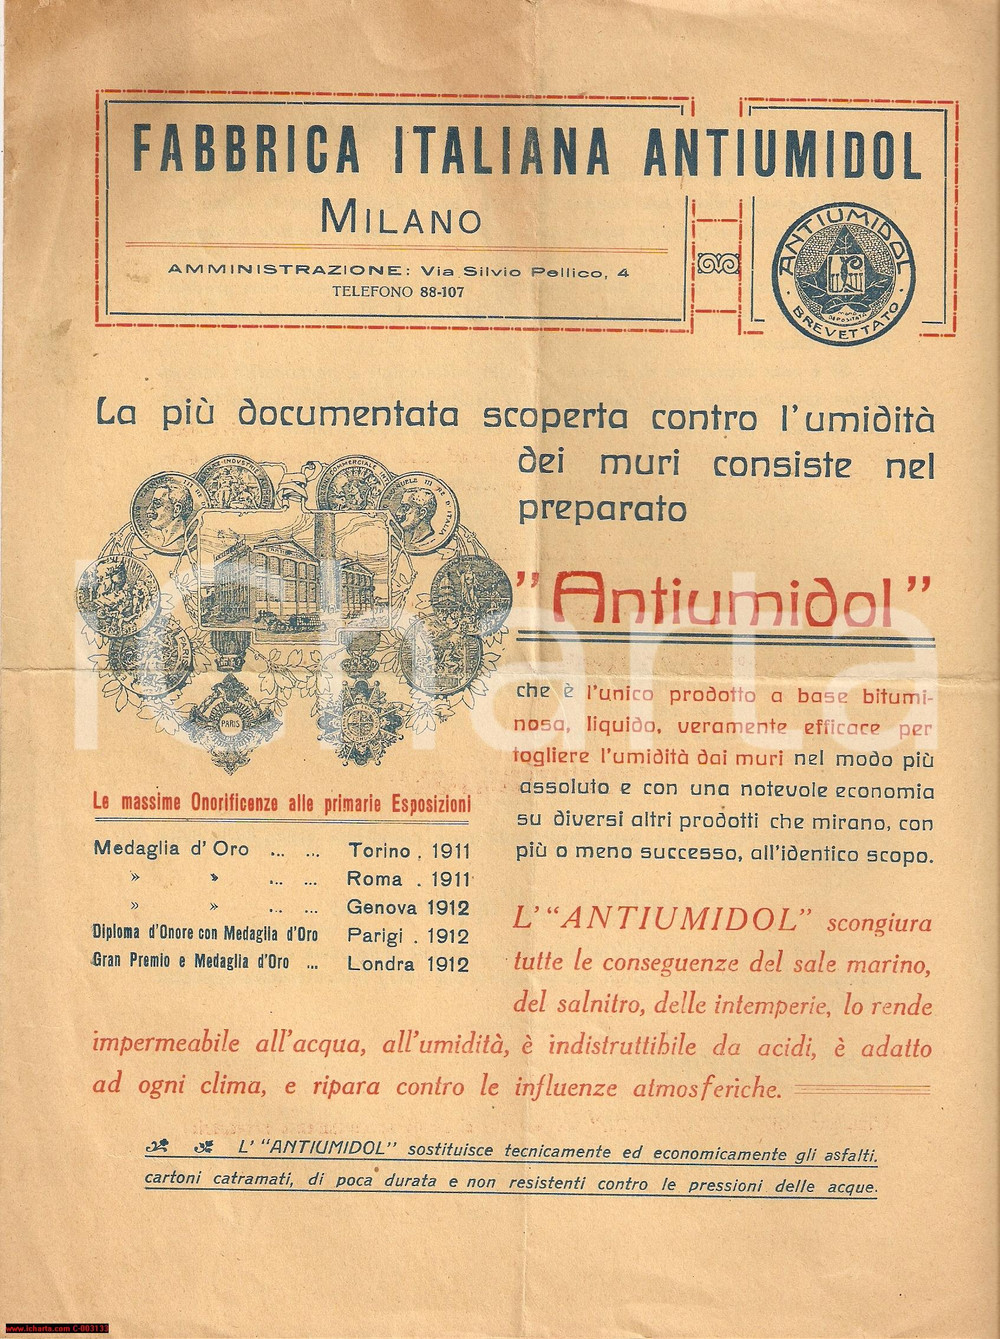 FABBRICA ITALIANA ANTIUMIDOL
MILANO
AMMINISTRAZIONE: Via Silvio Pellico, 4
TELEFONO 88-107
ANTIUMIDOL
BREVETTATO
La più documentata scoperta contro l'umidità
dei muri consiste nel
preparato
"Antiumidol"
che è l'unico prodotto a base bitumi-
nosa, liquido, veramente efficace per
togliere l'umidità dai muri nel modo più
assoluto e con una notevole economia
su diversi altri prodotti che mirano, con
più o meno successo, all'identico scopo.
PARIS
Le massime Onorificenze alle primarie Esposizioni
Medaglia d'Oro ... ... Torino . 1911
» » ... ... Roma . 1911
» » ... ... Genova 1912
Diploma d'Onore con Medaglia d'Oro Parigi . 1912
Gran Premio e Medaglia d'Oro ... Londra 1912
L' "ANTIUMIDOL" scongiura
tutte le conseguenze del sale marino,
del salnitro, delle intemperie, lo rende
impermeabile all'acqua, all'umidità, è indistruttibile da acidi, è adatto
ad ogni clima, e ripara contro le influenze atmosferiche.
L' "ANTIUMIDOL" sostituisce tecnicamente ed economicamente gli asfalti,
cartoni catramati, di poca durata e non resistenti contro le pressioni delle acque.
Icharta
www.icharta.com C-003133